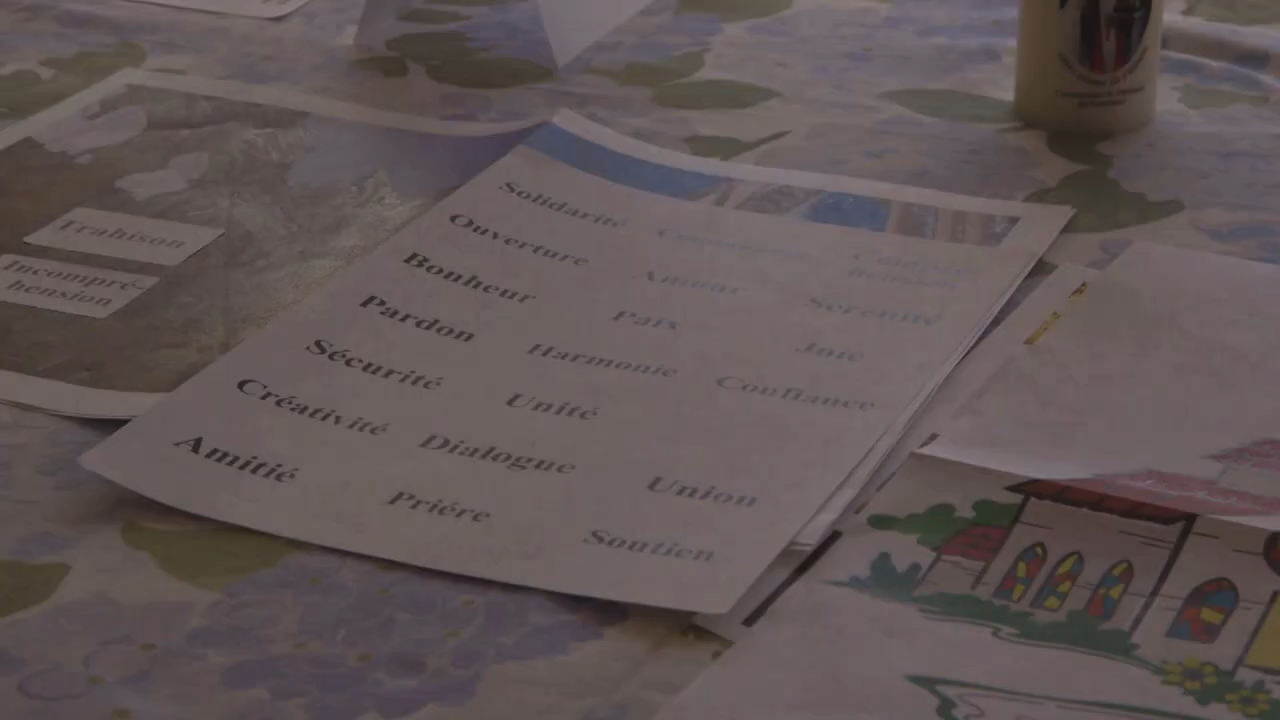 Trahison
Incompré-
hension
Solidarité
Ouverture Amour Sérénité
Bonheur Paix Joie
Pardon Harmonie Confiance
Sécurité Unité
Créativité Dialogue Union
Amitié Priére Soutien